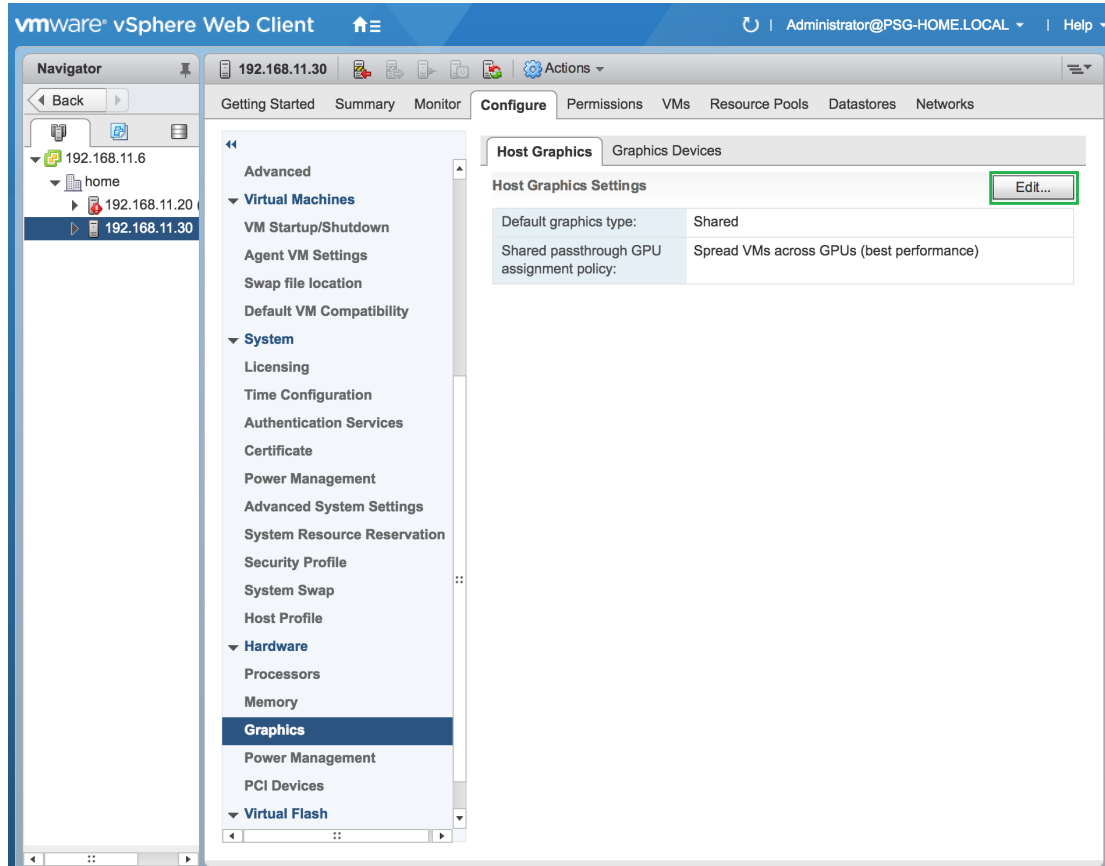 vmware® vSphere Web Client
Administrator@PSG-HOME.LOCAL
Help
Navigator
192.168.11.30
Actions
Back
Getting Started Summary Monitor Configure Permissions VMs Resource Pools Datastores Networks
192.168.11.6
home
192.168.11.20
192.168.11.30
Advanced
Virtual Machines
VM Startup/Shutdown
Agent VM Settings
Swap file location
Default VM Compatibility
System
Licensing
Time Configuration
Authentication Services
Certificate
Power Management
Advanced System Settings
System Resource Reservation
Security Profile
System Swap
Host Profile
Hardware
Processors
Memory
Graphics
Power Management
PCI Devices
Virtual Flash
Host Graphics Graphics Devices
Host Graphics Settings
Edit...
Default graphics type: Shared
Shared passthrough GPU Spread VMs across GPUs (best performance)
assignment policy: